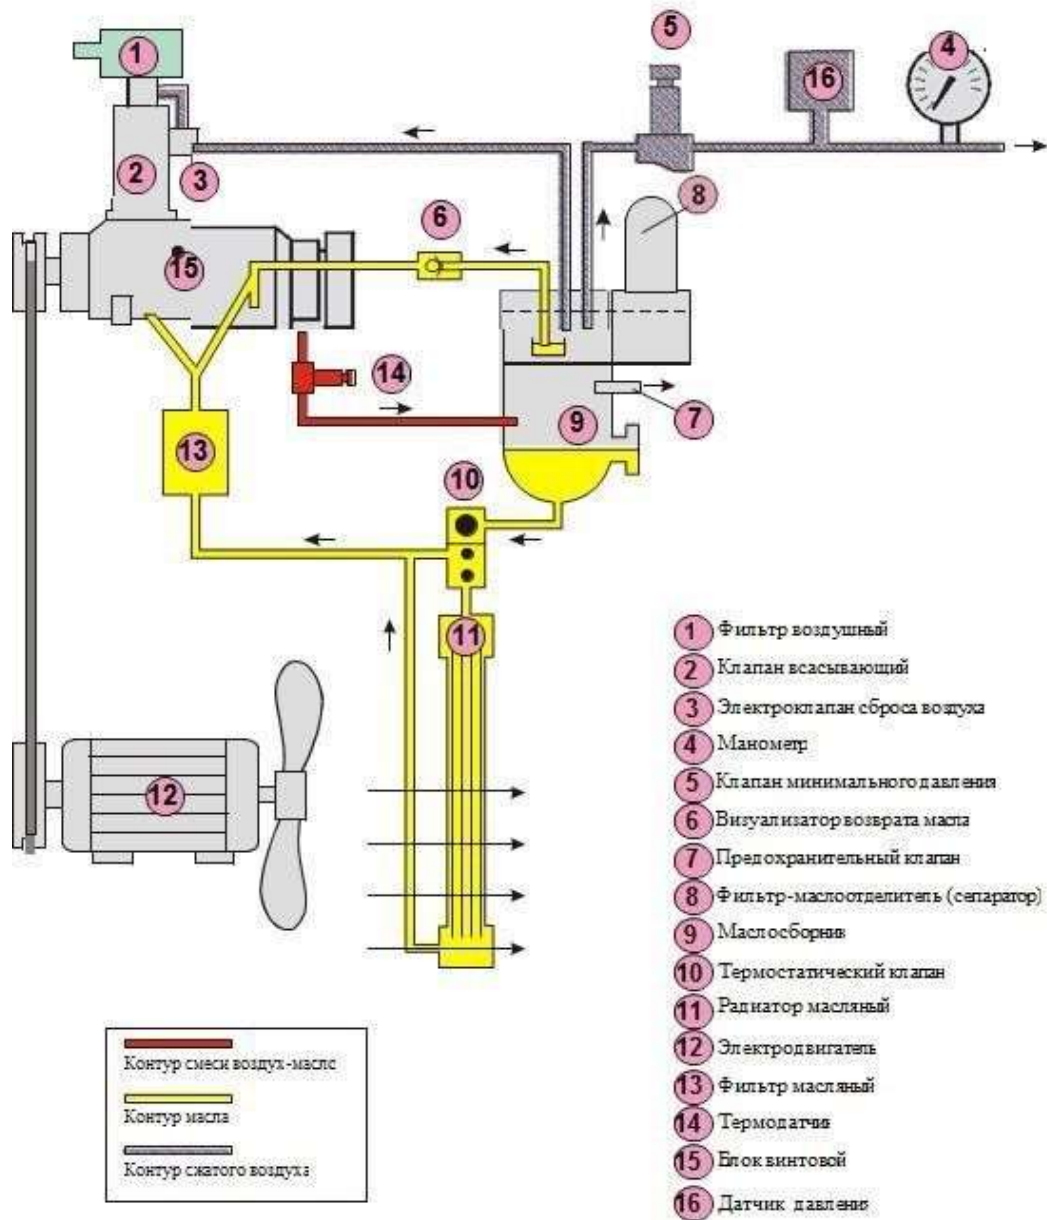 1
5
4
16
2
3
8
6
15
14
7
9
13
10
11
12
1 Фильтр воздушный
2 Клапан всасывающий
3 Электроклапан сброса воздуха
4 Манометр
5 Клапан минимального давления
6 Визуализатор возврата масла
7 Предохранительный клапан
8 Фильтр-маслоотделитель (сепаратор)
9 Маслосборник
10 Термостатический клапан
11 Радиатор масляный
12 Электродвигатель
13 Фильтр масляный
14 Термодатчик
15 Блок винтовой
16 Датчик давления
Контур смеси воздух-масло
Контур масла
Контур сжатого воздуха